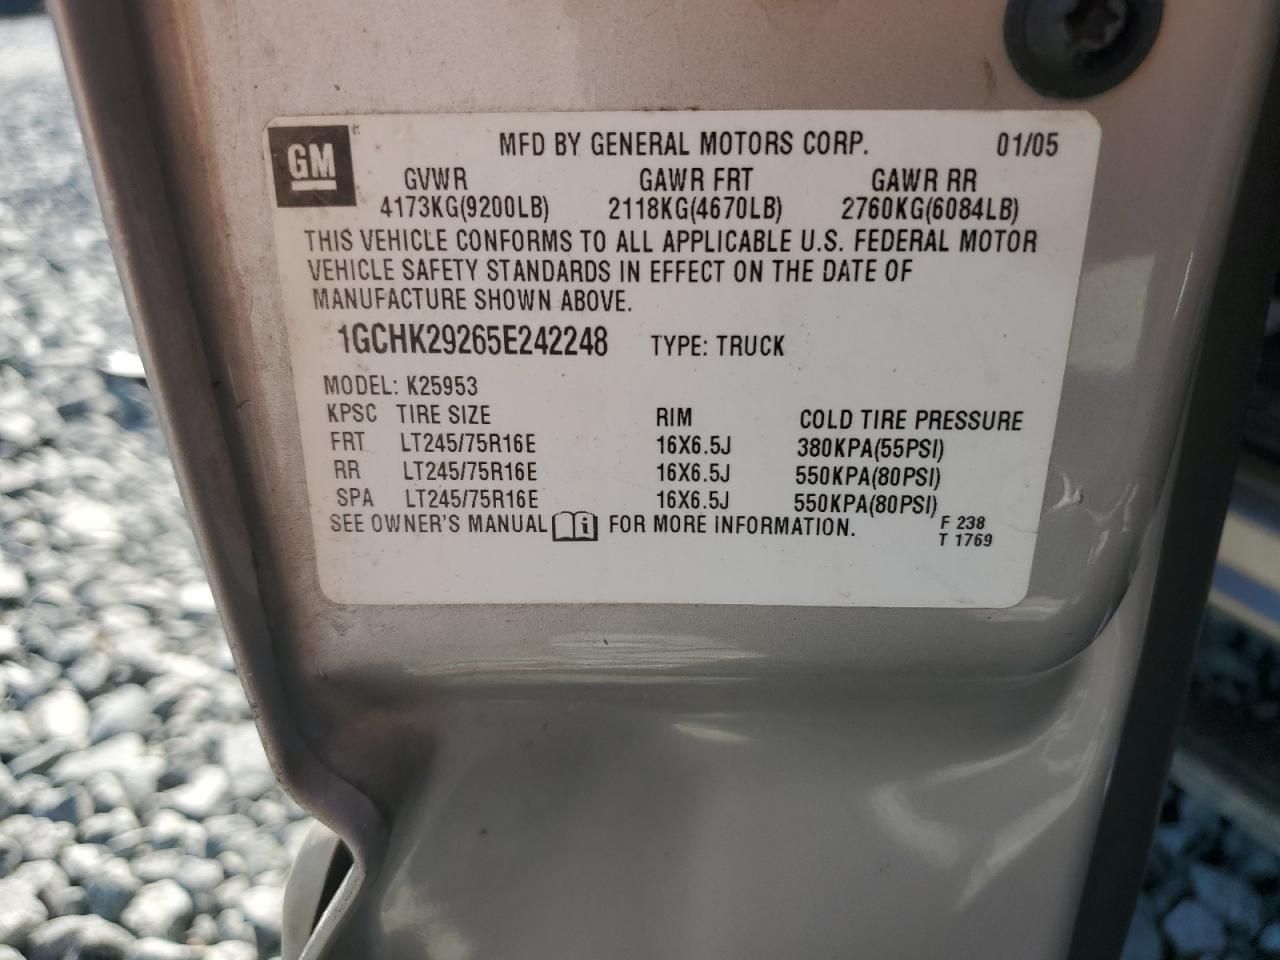 GM
MFD BY GENERAL MOTORS CORP. 01/05
GVWR GAWR FRT GAWR RR
4173KG(9200LB) 2118KG(4670LB) 2760KG(6084LB)
THIS VEHICLE CONFORMS TO ALL APPLICABLE U.S. FEDERAL MOTOR
VEHICLE SAFETY STANDARDS IN EFFECT ON THE DATE OF
MANUFACTURE SHOWN ABOVE.
1GCHK29265E242248 TYPE: TRUCK
MODEL: K25953
KPSC TIRE SIZE RIM COLD TIRE PRESSURE
FRT LT245/75R16E 16X6.5J 380KPA(55PSI)
RR LT245/75R16E 16X6.5J 550KPA(80PSI)
SPA LT245/75R16E 16X6.5J 550KPA(80PSI)
SEE OWNER'S MANUAL i FOR MORE INFORMATION. F 238
T 1769